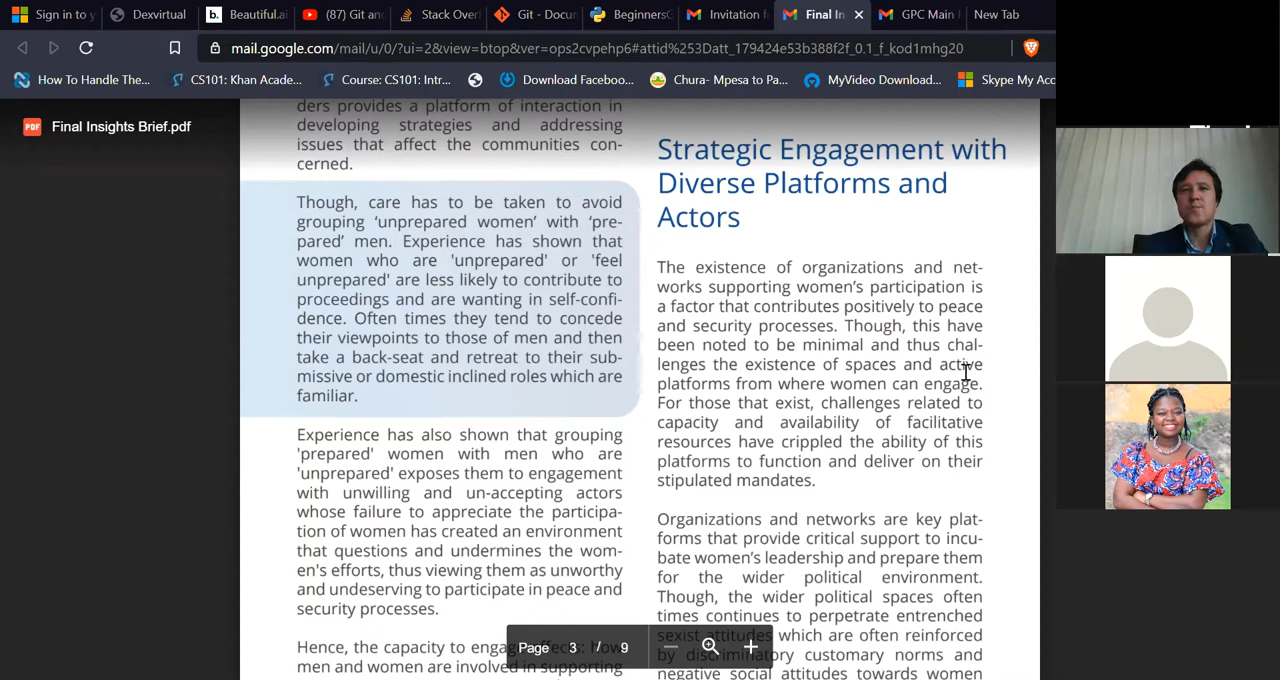 Sign in to y
Dexvirtual
Beautiful.ai
(87) Git and
Stack Over
Git - Docum
BeginnersG
Invitation f
Final In
GPC Main
New Tab
mail.google.com/mail/u/0/?ui=2&view=btop&ver=ops2cvpehp6#attid%253Datt_179424e53b388f2f_0.1_f_kod1mhg20
How To Handle The...
CS101: Khan Acade...
Course: CS101: Intr...
Download Faceboo...
Chura- Mpesa to Pa...
MyVideo Download...
Skype My Acc
PDF
Final Insights Brief.pdf
ders provides a platform of interaction in
developing strategies and addressing
issues that affect the communities con-
cerned.
Though, care has to be taken to avoid
grouping ‘unprepared women’ with ‘pre-
pared’ men. Experience has shown that
women who are 'unprepared' or 'feel
unprepared' are less likely to contribute to
proceedings and are wanting in self-confi-
dence. Often times they tend to concede
their viewpoints to those of men and then
take a back-seat and retreat to their sub-
missive or domestic inclined roles which are
familiar.
Experience has also shown that grouping
'prepared' women with men who are
'unprepared' exposes them to engagement
with unwilling and un-accepting actors
whose failure to appreciate the participa-
tion of women has created an environment
that questions and undermines the wom-
en's efforts, thus viewing them as unworthy
and undeserving to participate in peace and
security processes.
Hence, the capacity to engage effects: how
men and women are involved in supporting
Strategic Engagement with
Diverse Platforms and
Actors
The existence of organizations and net-
works supporting women’s participation is
a factor that contributes positively to peace
and security processes. Though, this have
been noted to be minimal and thus chal-
lenges the existence of spaces and active
platforms from where women can engage.
For those that exist, challenges related to
capacity and availability of facilitative
resources have crippled the ability of this
platforms to function and deliver on their
stipulated mandates.
Organizations and networks are key plat-
forms that provide critical support to incu-
bate women’s leadership and prepare them
for the wider political environment.
Though, the wider political spaces often
times continues to perpetrate entrenched
sexist attitudes which are often reinforced
by discriminatory customary norms and
negative social attitudes towards women
Page 3 / 9